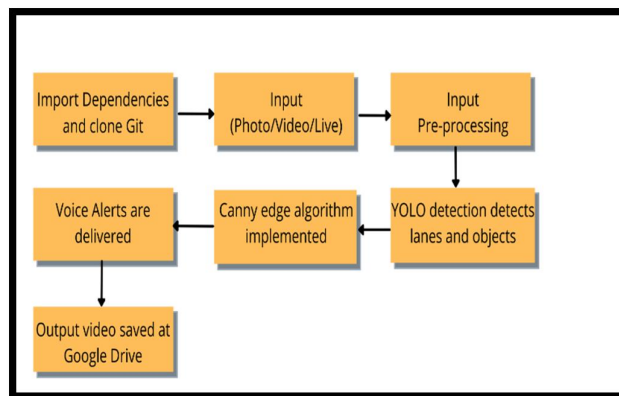 Import Dependencies
and clone Git
Input
(Photo/Video/Live)
Input
Pre-processing
YOLO detection detects
lanes and objects
Canny edge algorithm
implemented
Voice Alerts are
delivered
Output video saved at
Google Drive